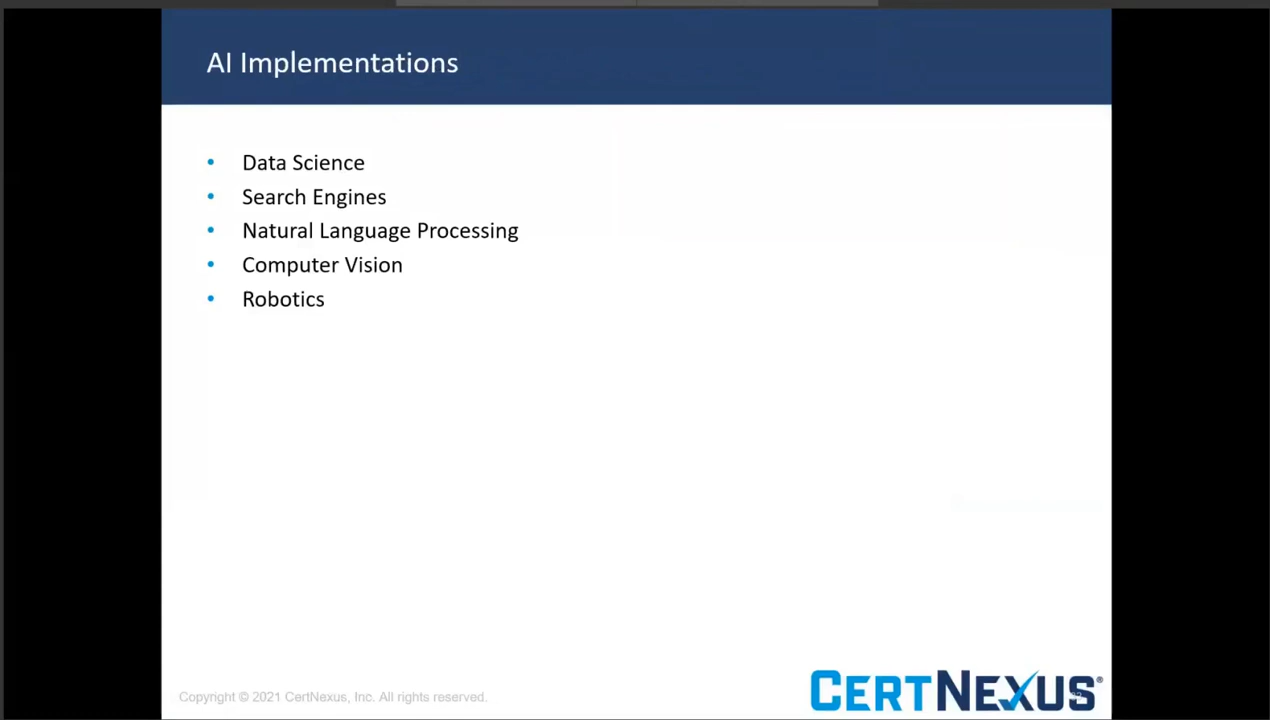 AI Implementations
• Data Science
• Search Engines
• Natural Language Processing
• Computer Vision
• Robotics
Copyright © 2021 CertNexus, Inc. All rights reserved.
CERTNEXUS®